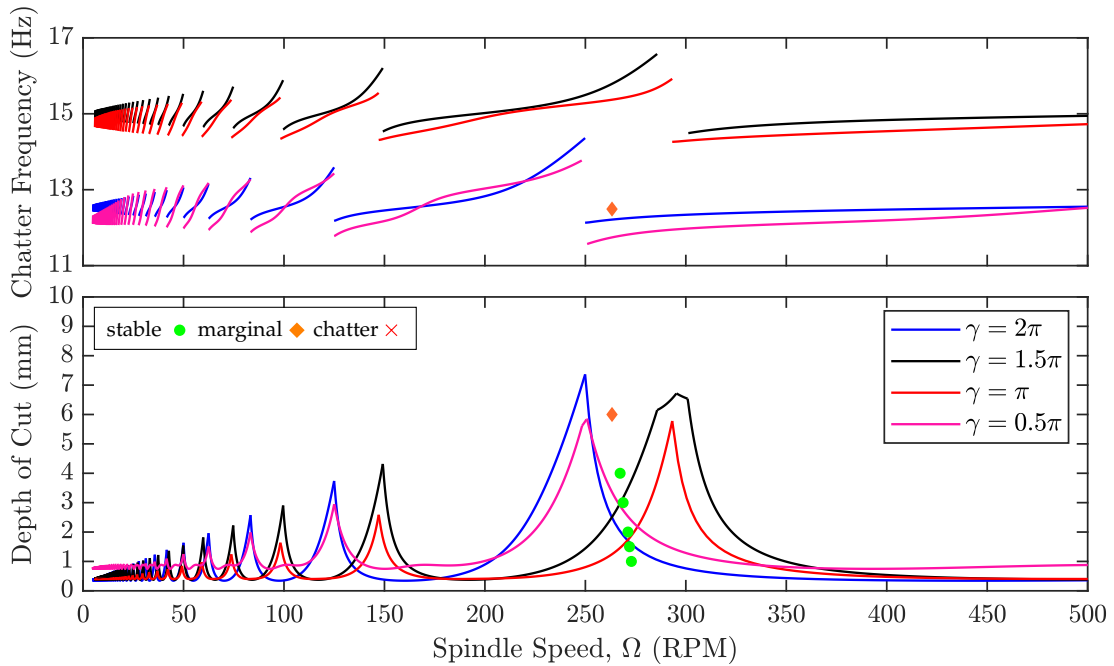 17
15
13
11
Chatter Frequency (Hz)
10
9
8
7
6
5
4
3
2
1
0
Depth of Cut (mm)
stable marginal chatter
γ = 2π
γ = 1.5π
γ = π
γ = 0.5π
0 50 100 150 200 250 300 350 400 450 500
Spindle Speed, Ω (RPM)